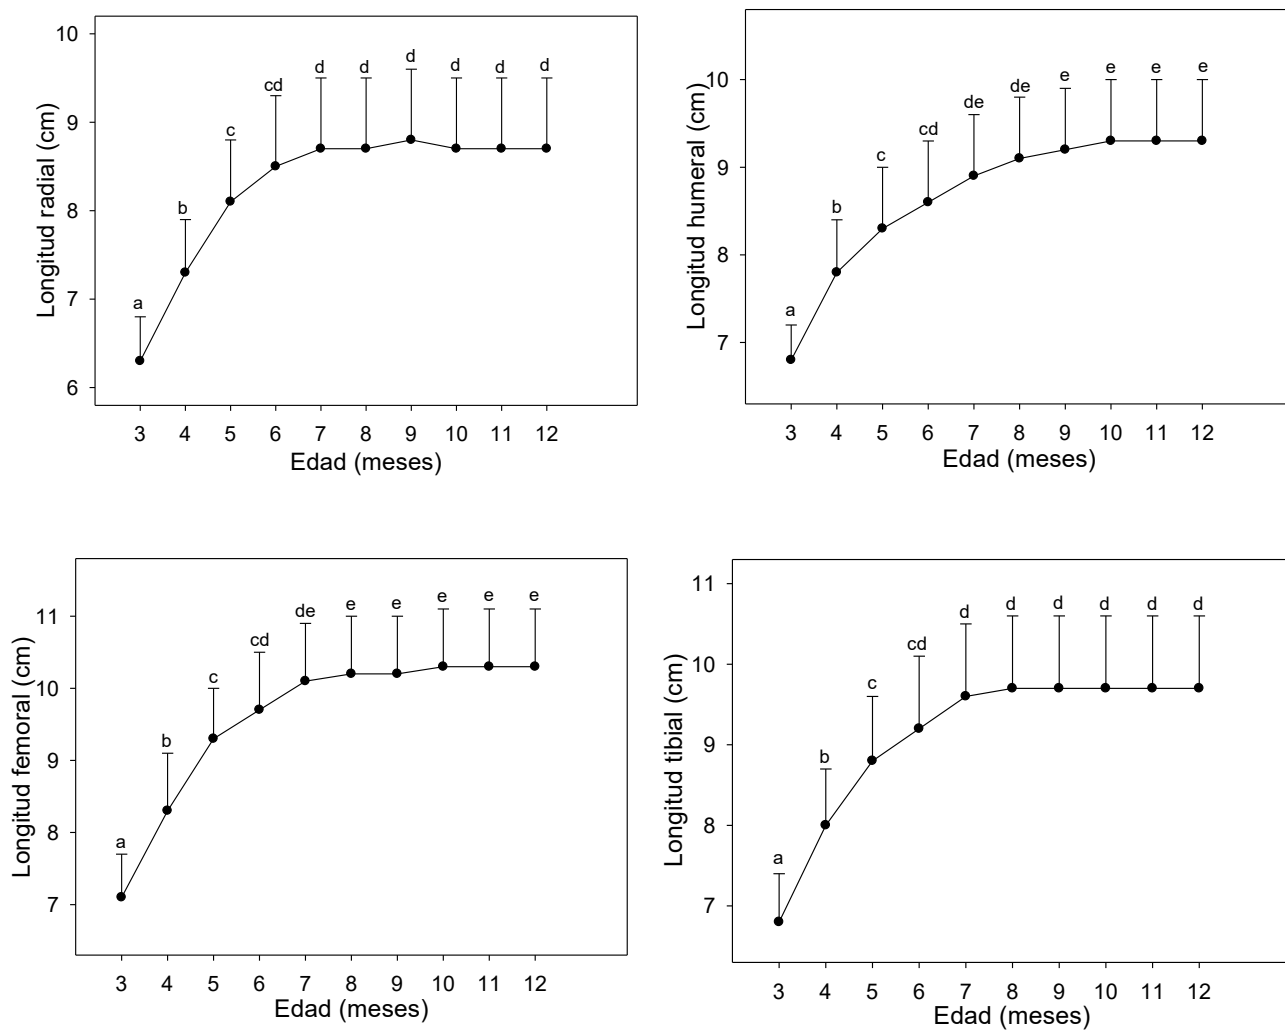 Longitud radial (cm)
10
9
8
7
6
a
b
c
cd
d
d
d
d
d
d
3 4 5 6 7 8 9 10 11 12
Edad (meses)
Longitud humeral (cm)
10
9
8
7
a
b
c
cd
de
de
e
e
e
e
3 4 5 6 7 8 9 10 11 12
Edad (meses)
Longitud femoral (cm)
11
10
9
8
7
a
b
c
cd
de
e
e
e
e
e
3 4 5 6 7 8 9 10 11 12
Edad (meses)
Longitud tibial (cm)
11
10
9
8
7
a
b
c
cd
d
d
d
d
d
d
3 4 5 6 7 8 9 10 11 12
Edad (meses)